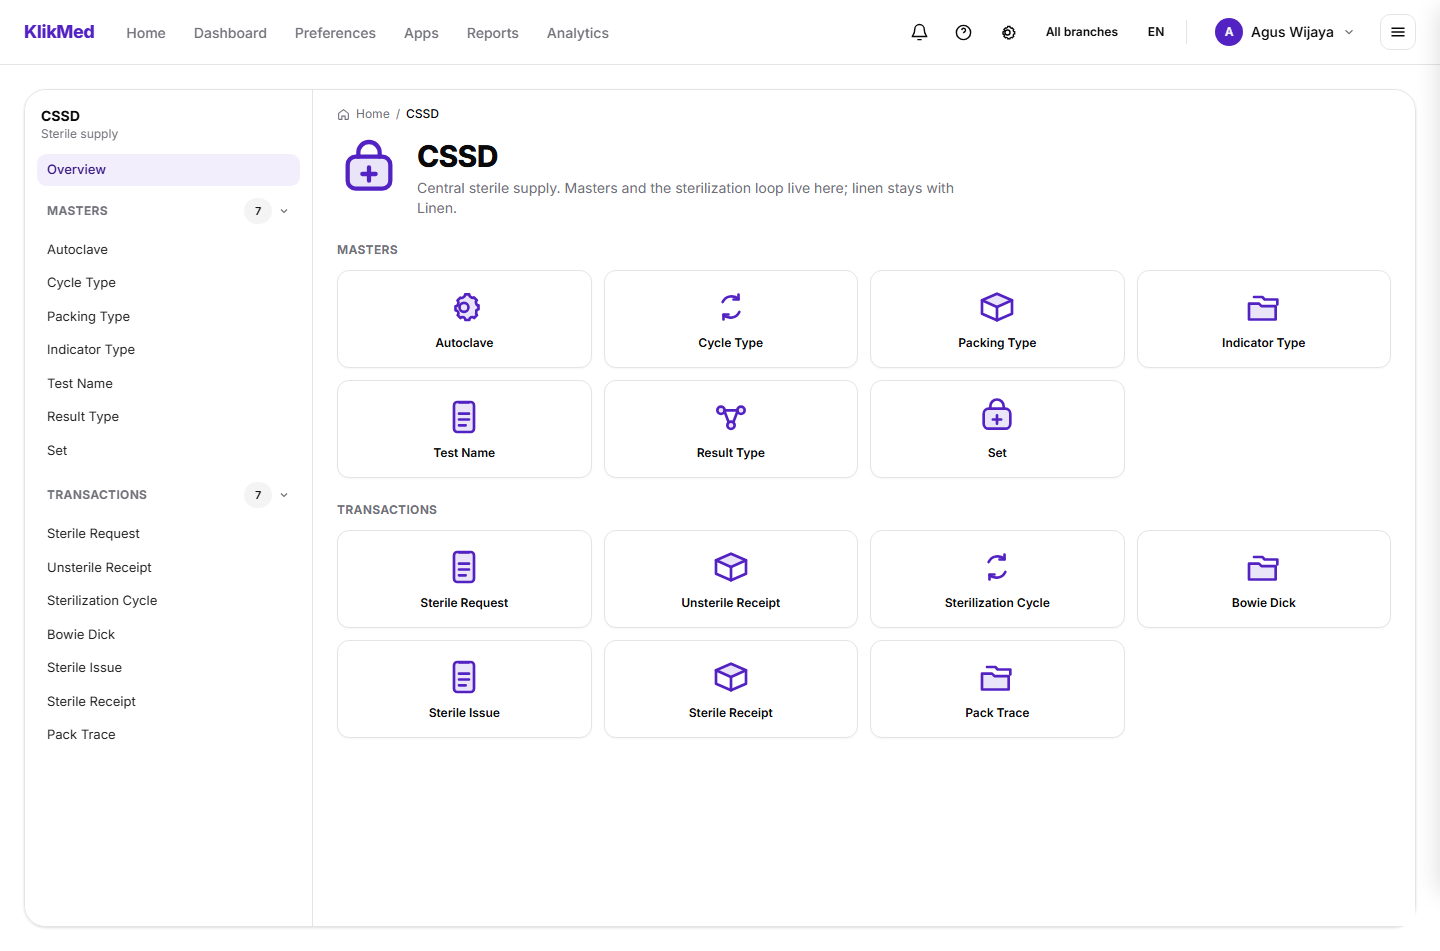 KlikMed
Home
Dashboard
Preferences
Apps
Reports
Analytics
All branches
EN
A
Agus Wijaya
CSSD
Sterile supply
Overview
MASTERS
7
Autoclave
Cycle Type
Packing Type
Indicator Type
Test Name
Result Type
Set
TRANSACTIONS
7
Sterile Request
Unsterile Receipt
Sterilization Cycle
Bowie Dick
Sterile Issue
Sterile Receipt
Pack Trace
Home / CSSD
CSSD
Central sterile supply. Masters and the sterilization loop live here; linen stays with
Linen.
MASTERS
Autoclave
Cycle Type
Packing Type
Indicator Type
Test Name
Result Type
Set
TRANSACTIONS
Sterile Request
Unsterile Receipt
Sterilization Cycle
Bowie Dick
Sterile Issue
Sterile Receipt
Pack Trace